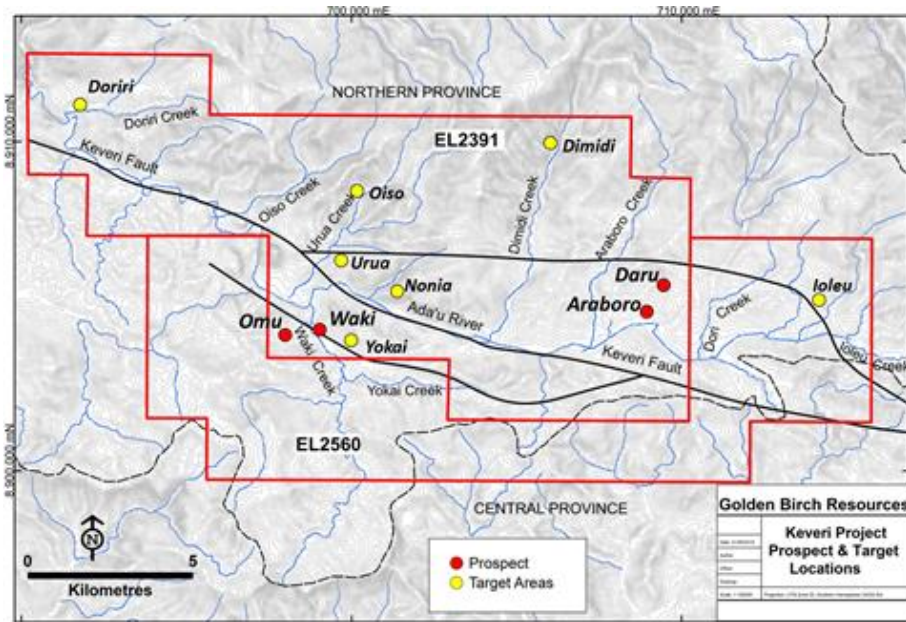 700,000 mE
710,000 mE
8,910,000 mN
8,900,000 mN
Doriri
Doriri Creek
NORTHERN PROVINCE
EL2391
Dimidi
Keveri Fault
Oiso Creek
Oiso
Urua Creek
Dimidi Creek
Araboro Creek
Urua
Nonia
Daru
Ioleu
Araboro
Ada'u River
Dori Creek
Omu
Waki
Yokai
Keveri Fault
Ioleu Creek
Waki Creek
Yokai Creek
EL2560
CENTRAL PROVINCE
N
0 5
Kilometres
Prospect
Target Areas
Golden Birch Resources
Keveri Project
Prospect & Target
Locations